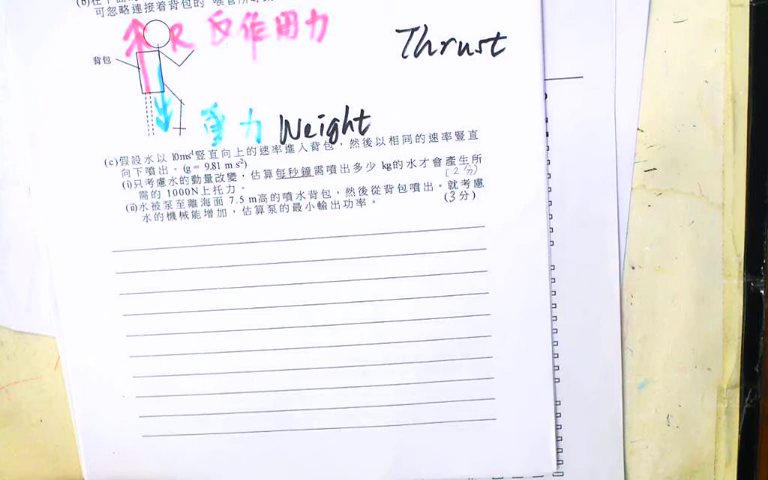 可忽略連接着背包的
R 反作用力
Thrust
背包
重力 Weight
(c)假設水以 10ms⁻¹豎直向上的速率進入背包，然後以相同的速率豎直
向下噴出。(g = 9.81 m s⁻²)
(i)只考慮水的動量改變，估算每秒鐘需噴出多少 kg的水才會產生所
需的 1000N上托力。 (2分)
(ii)水被泵至離海面 7.5 m高的噴水背包，然後從背包噴出。就考慮
水的機械能增加，估算泵的最小輸出功率。 (3分)